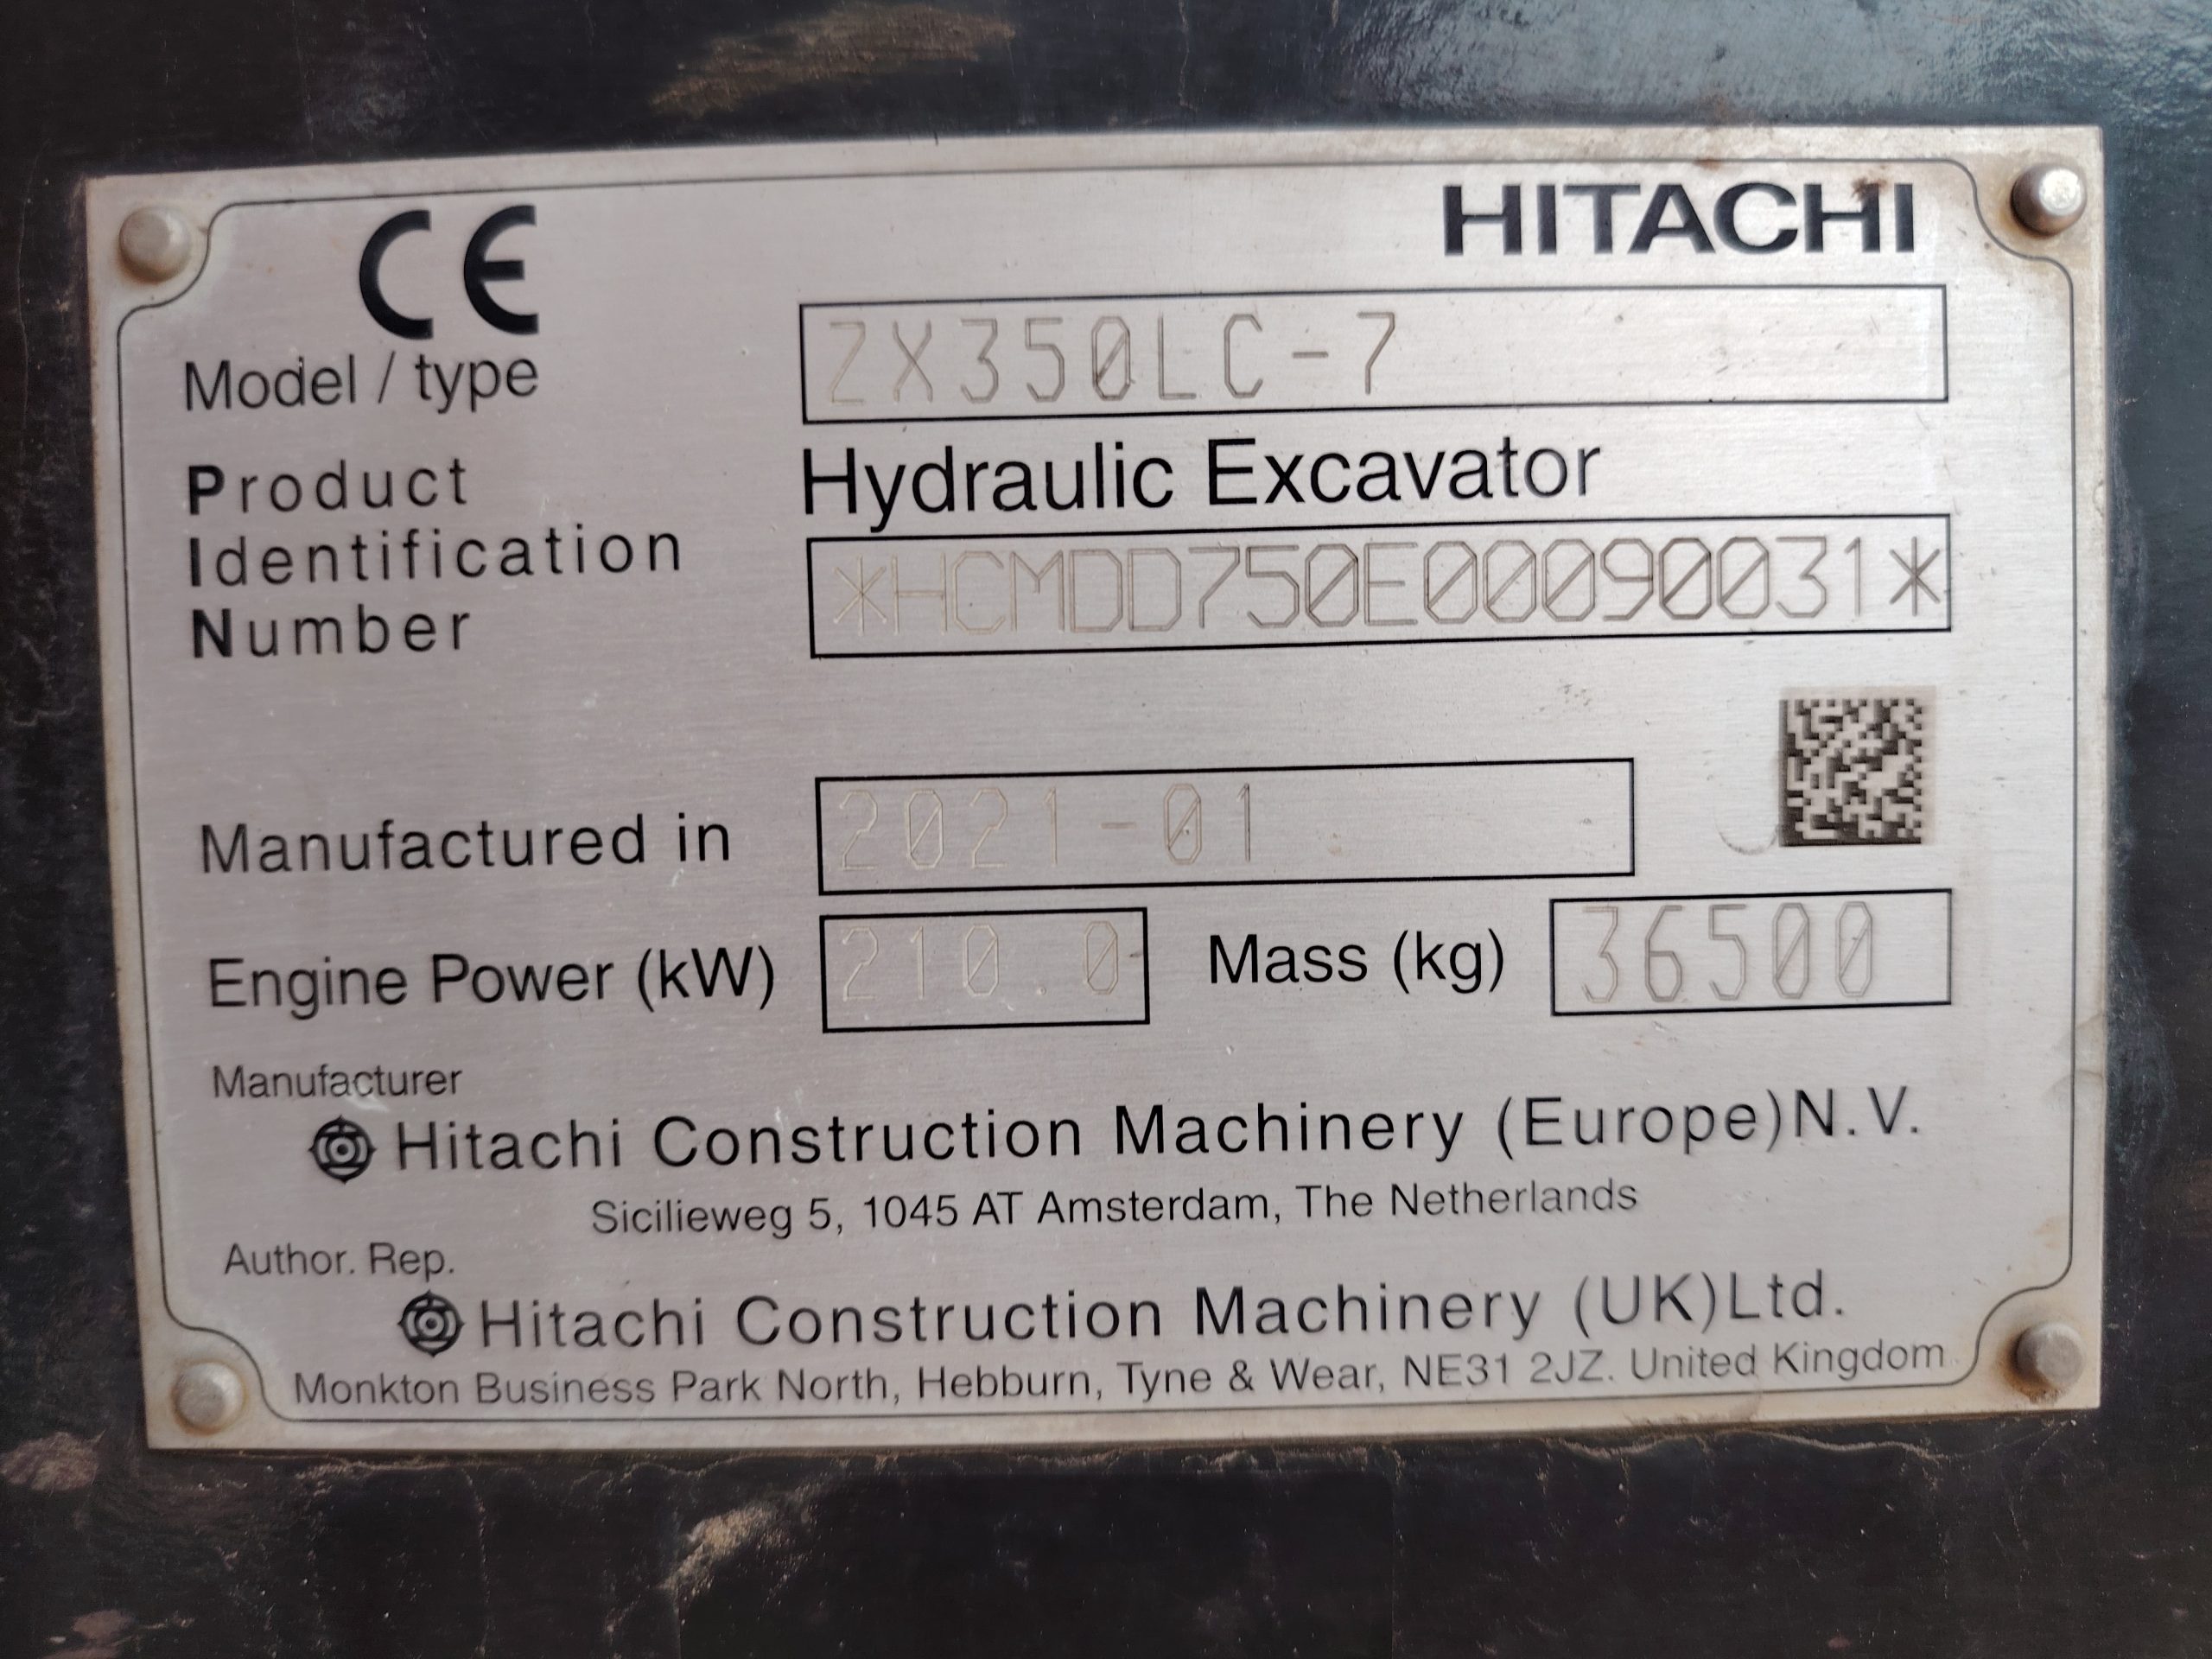 CE
HITACHI
Model / type ZX350LC-7
Hydraulic Excavator
Product
Identification
Number
*HCMDD750E00090031*
Manufactured in 2021-01
Engine Power (kW) 210.0 Mass (kg) 36500
Manufacturer
Hitachi Construction Machinery (Europe)N.V.
Sicilieweg 5, 1045 AT Amsterdam, The Netherlands
Author. Rep.
Hitachi Construction Machinery (UK)Ltd.
Monkton Business Park North, Hebburn, Tyne & Wear, NE31 2JZ. United Kingdom